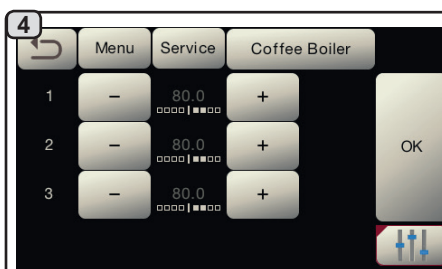 4
Menu Service Coffee Boiler
1 − 80.0 +
2 − 80.0 +
OK
3 − 80.0 +